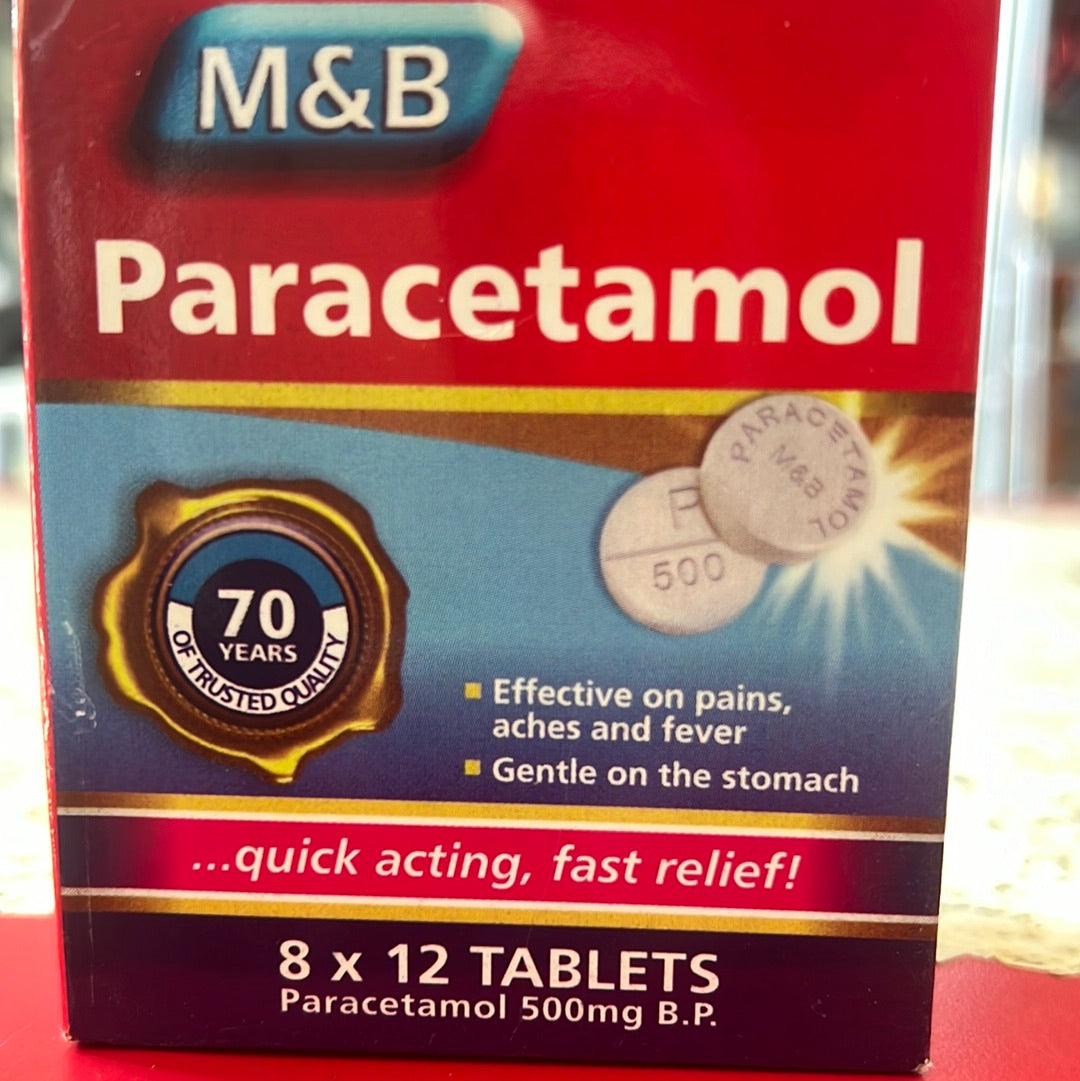 M&B
Paracetamol
PARACETAMOL
M&B
P
500
70
YEARS
OF TRUSTED QUALITY
Effective on pains,
aches and fever
Gentle on the stomach
...quick acting, fast relief!
8 x 12 TABLETS
Paracetamol 500mg B.P.